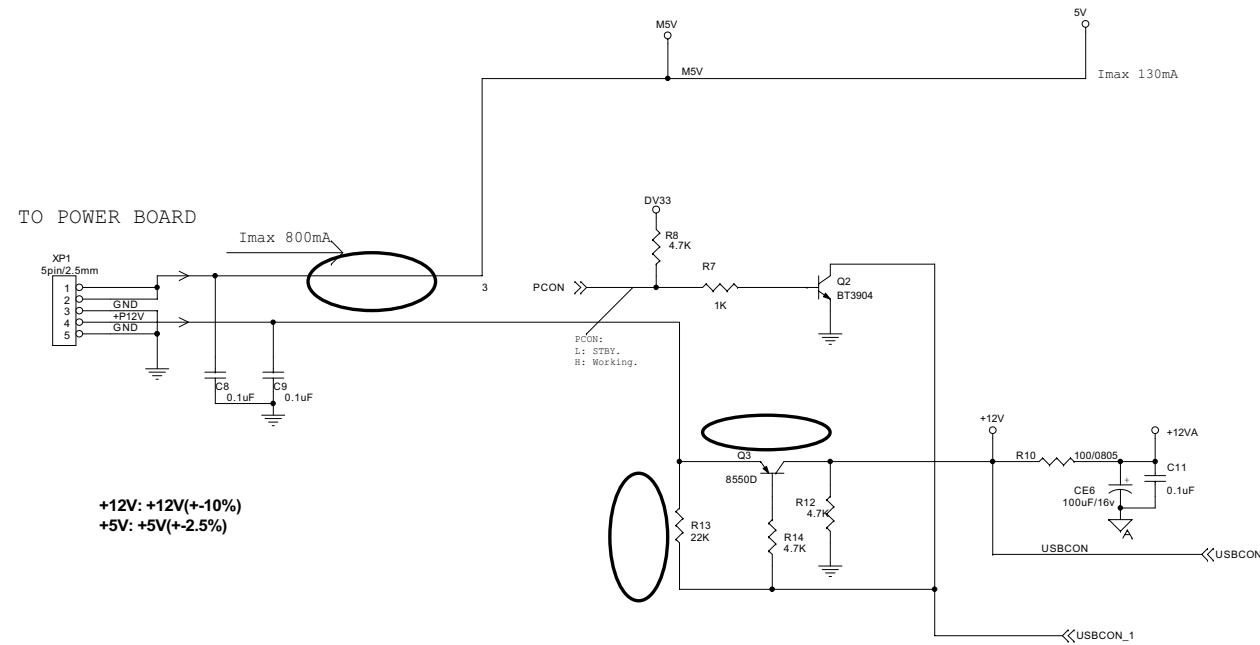 M5V
5V
M5V
Imax 130mA
TO POWER BOARD
DV33
R8
4.7K
Imax 800mA
XP1
5pin/2.5mm
R7
1
2
3
4
5
GND
+P12V
GND
3
PCON
1K
Q2
BT3904
PCON:
L: STBY.
H: Working.
C8
0.1uF
C9
0.1uF
+12V
+12VA
Q3
8550D
R10
100/0805
C11
0.1uF
CE6
100uF/16v
+
A
R12
4.7K
+12V: +12V(+-10%)
+5V: +5V(+-2.5%)
R13
22K
R14
4.7K
USBCON
USBCON
USBCON_1